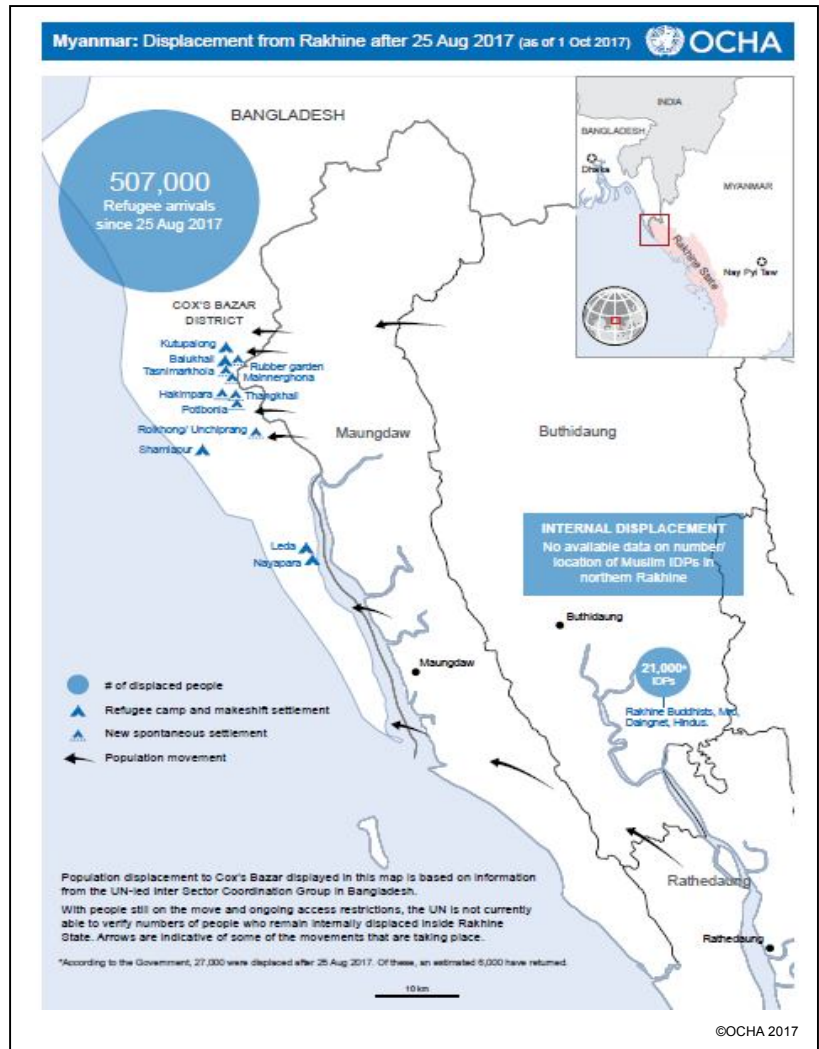 Myanmar: Displacement from Rakhine after 25 Aug 2017 (as of 1 Oct 2017)
OCHA
BANGLADESH
507,000
Refugee arrivals
since 25 Aug 2017
INDIA
BANGLADESH
Dhaka
MYANMAR
Rakhine State
Nay Pyi Taw
COX'S BAZAR
DISTRICT
Kutupalong
Balukhali
Rubber garden
Tasnimarkhola
Mainnerghona
Hakimpara
Thangkhali
Potibonia
Roikhong/ Unchiprang
Shamlapur
Maungdaw
Buthidaung
INTERNAL DISPLACEMENT
No available data on number/
location of Muslim IDPs in
northern Rakhine
Leda
Nayapara
Buthidaung
Maungdaw
21,000*
IDPs
Rakhine Buddhists, Mro,
Daingnet, Hindus.
# of displaced people
Refugee camp and makeshift settlement
New spontaneous settlement
Population movement
Population displacement to Cox's Bazar displayed in this map is based on information
from the UN-led Inter Sector Coordination Group in Bangladesh.
With people still on the move and ongoing access restrictions, the UN is not currently
able to verify numbers of people who remain internally displaced inside Rakhine
State. Arrows are indicative of some of the movements that are taking place.
*According to the Government, 27,000 were displaced after 25 Aug 2017. Of these, an estimated 6,000 have returned.
Rathedaung
Rathedaung
10 km
©OCHA 2017